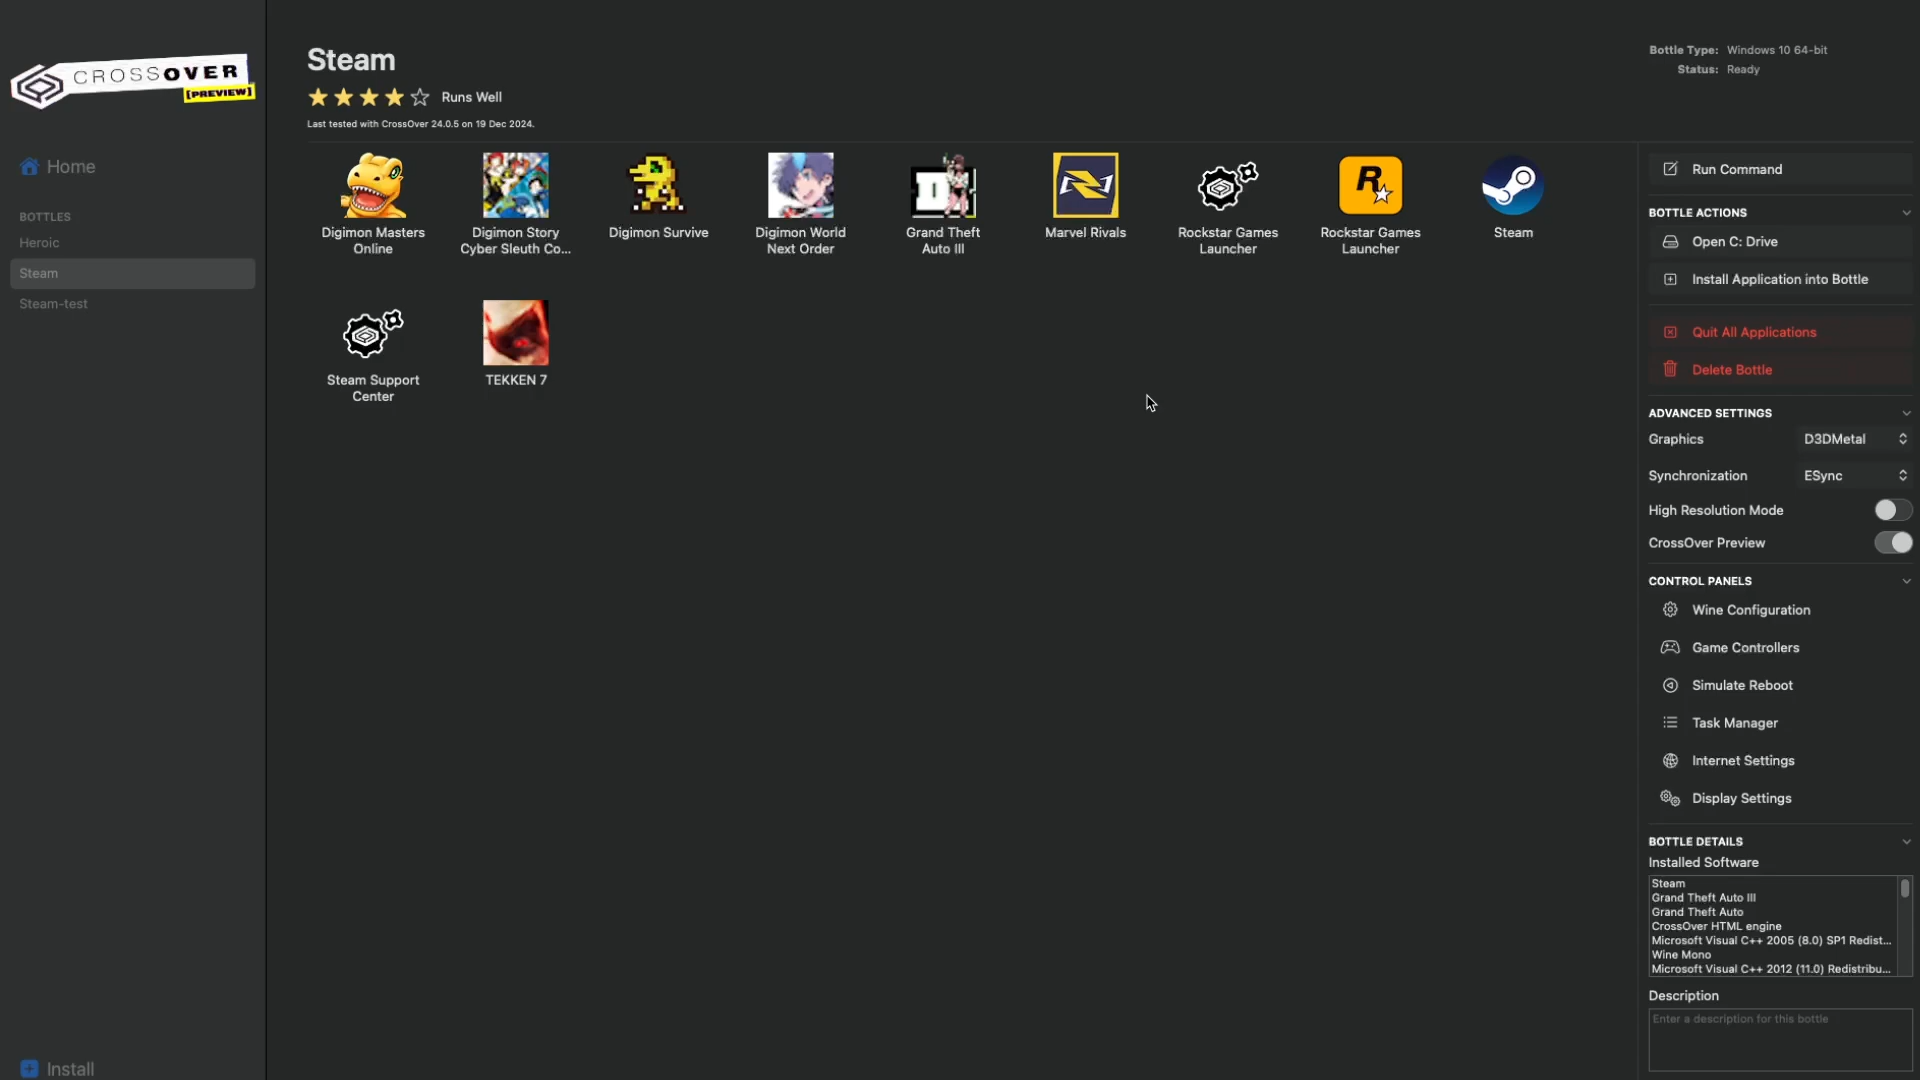 CROSSOVER
[PREVIEW]
Home
BOTTLES
Heroic
Steam
Steam-test
Install
Steam
Runs Well
Last tested with CrossOver 24.0.5 on 19 Dec 2024.
Digimon Masters
Online
Digimon Story
Cyber Sleuth Co...
Digimon Survive
Digimon World
Next Order
D
Grand Theft
Auto III
Marvel Rivals
Rockstar Games
Launcher
R
Rockstar Games
Launcher
Steam
Steam Support
Center
TEKKEN 7
Bottle Type: Windows 10 64-bit
Status: Ready
Run Command
BOTTLE ACTIONS
Open C: Drive
Install Application into Bottle
Quit All Applications
Delete Bottle
ADVANCED SETTINGS
Graphics D3DMetal
Synchronization ESync
High Resolution Mode
CrossOver Preview
CONTROL PANELS
Wine Configuration
Game Controllers
Simulate Reboot
Task Manager
Internet Settings
Display Settings
BOTTLE DETAILS
Installed Software
Steam
Grand Theft Auto III
Grand Theft Auto
CrossOver HTML engine
Microsoft Visual C++ 2005 (8.0) SP1 Redist...
Wine Mono
Microsoft Visual C++ 2012 (11.0) Redistribu...
Description
Enter a description for this bottle